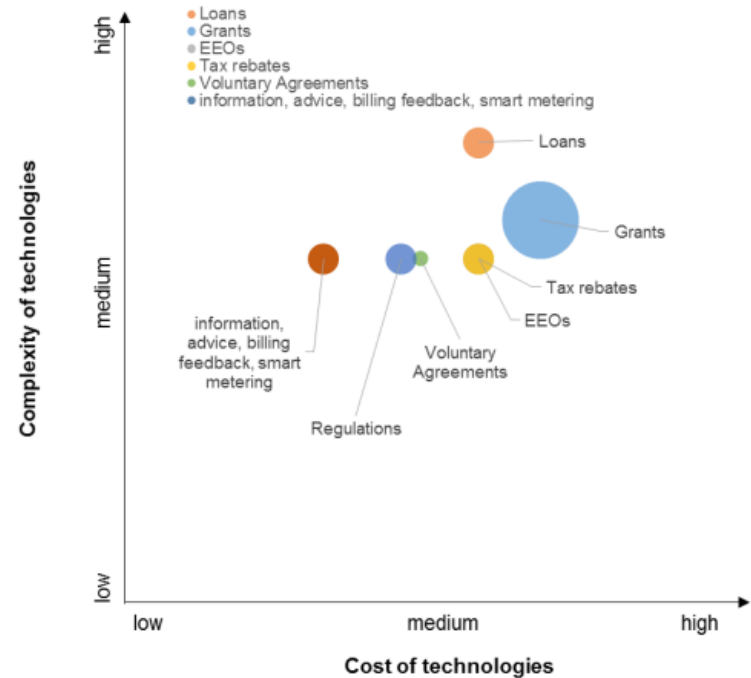 high
Loans
Grants
EEOs
Tax rebates
Voluntary Agreements
information, advice, billing feedback, smart metering
Complexity of technologies
Loans
Grants
medium
Tax rebates
EEOs
information,
advice, billing
feedback, smart
metering
Voluntary
Agreements
Regulations
low
low
medium
high
Cost of technologies